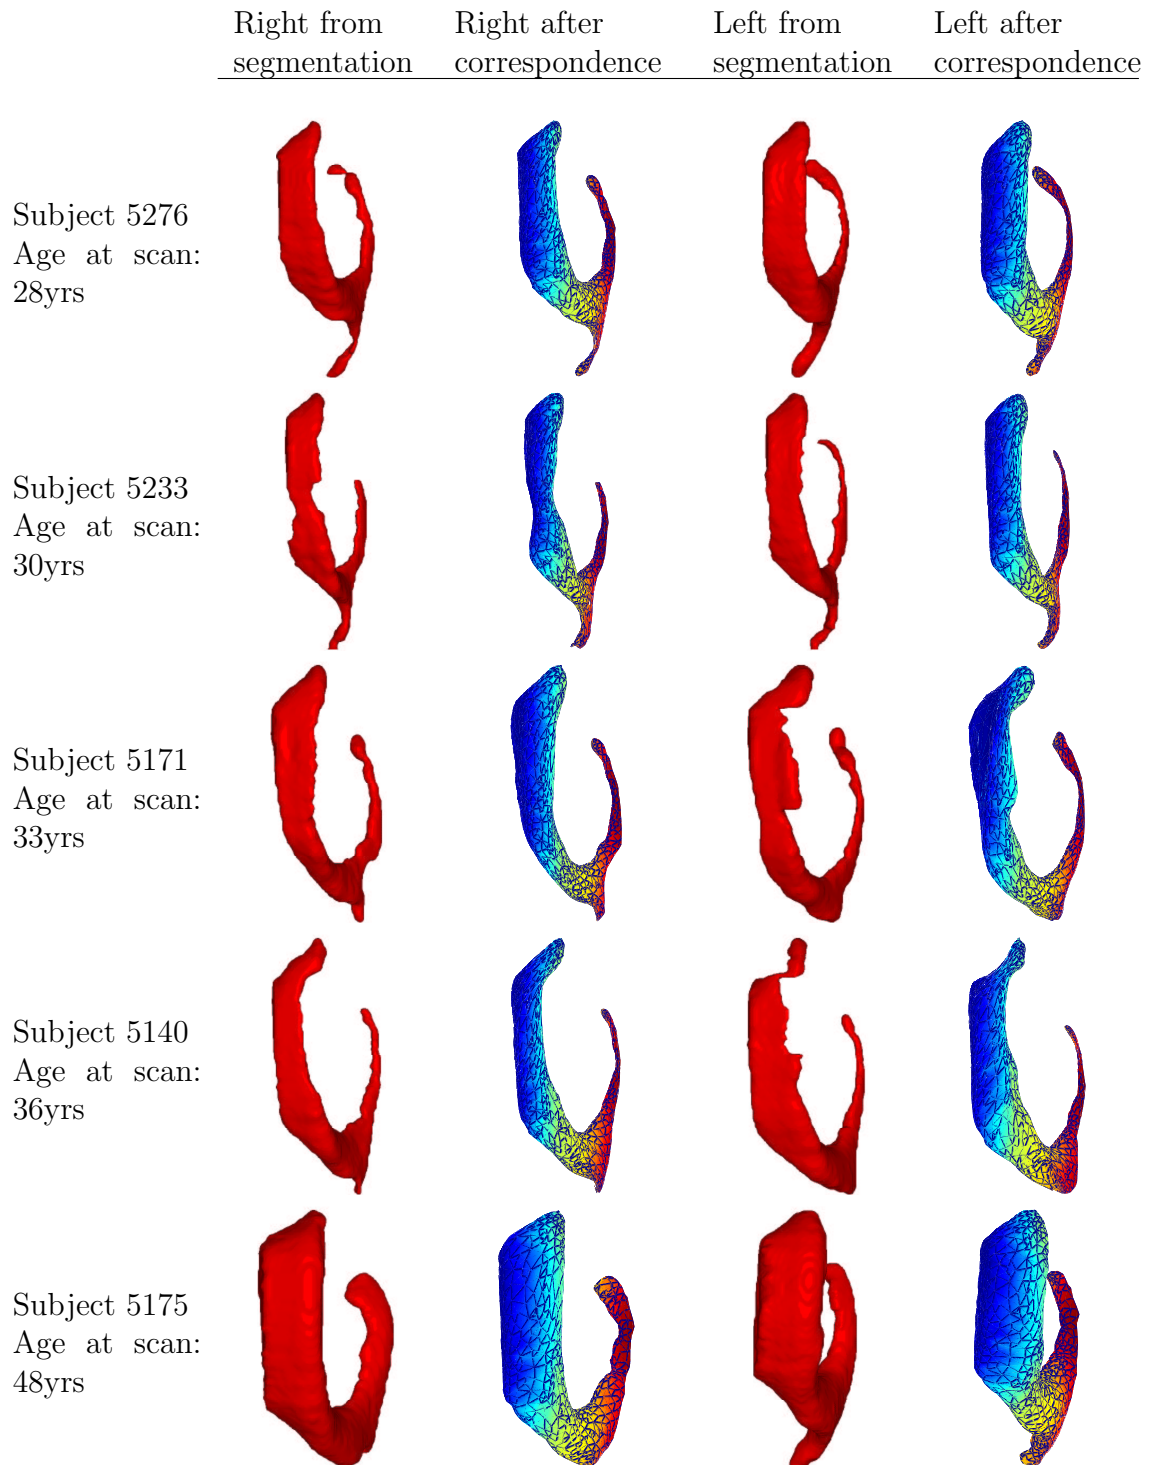 Right from Right after Left from Left after
segmentation correspondence segmentation correspondence
Subject 5276
Age at scan:
28yrs
Subject 5233
Age at scan:
30yrs
Subject 5171
Age at scan:
33yrs
Subject 5140
Age at scan:
36yrs
Subject 5175
Age at scan:
48yrs